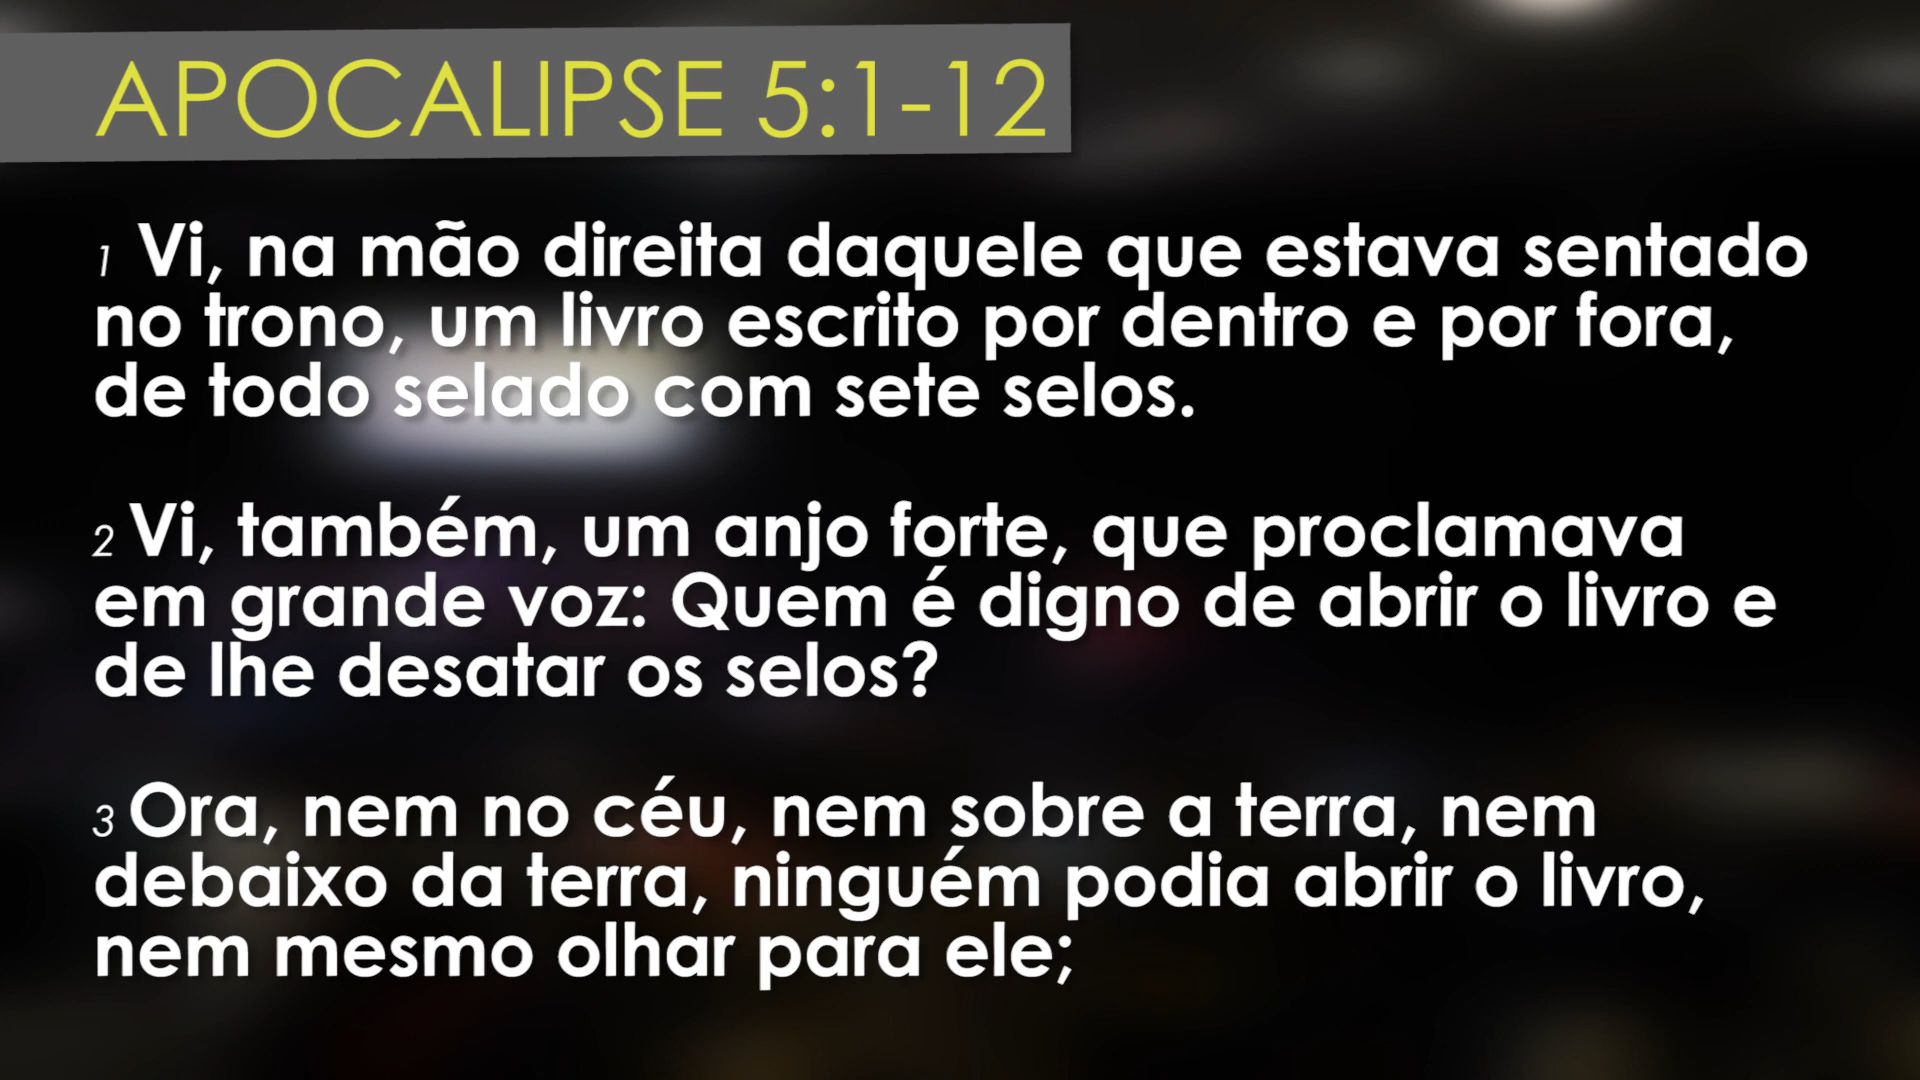 APOCALIPSE 5:1-12
1 Vi, na mão direita daquele que estava sentado
no trono, um livro escrito por dentro e por fora,
de todo selado com sete selos.
2 Vi, também, um anjo forte, que proclamava
em grande voz: Quem é digno de abrir o livro e
de lhe desatar os selos?
3 Ora, nem no céu, nem sobre a terra, nem
debaixo da terra, ninguém podia abrir o livro,
nem mesmo olhar para ele;